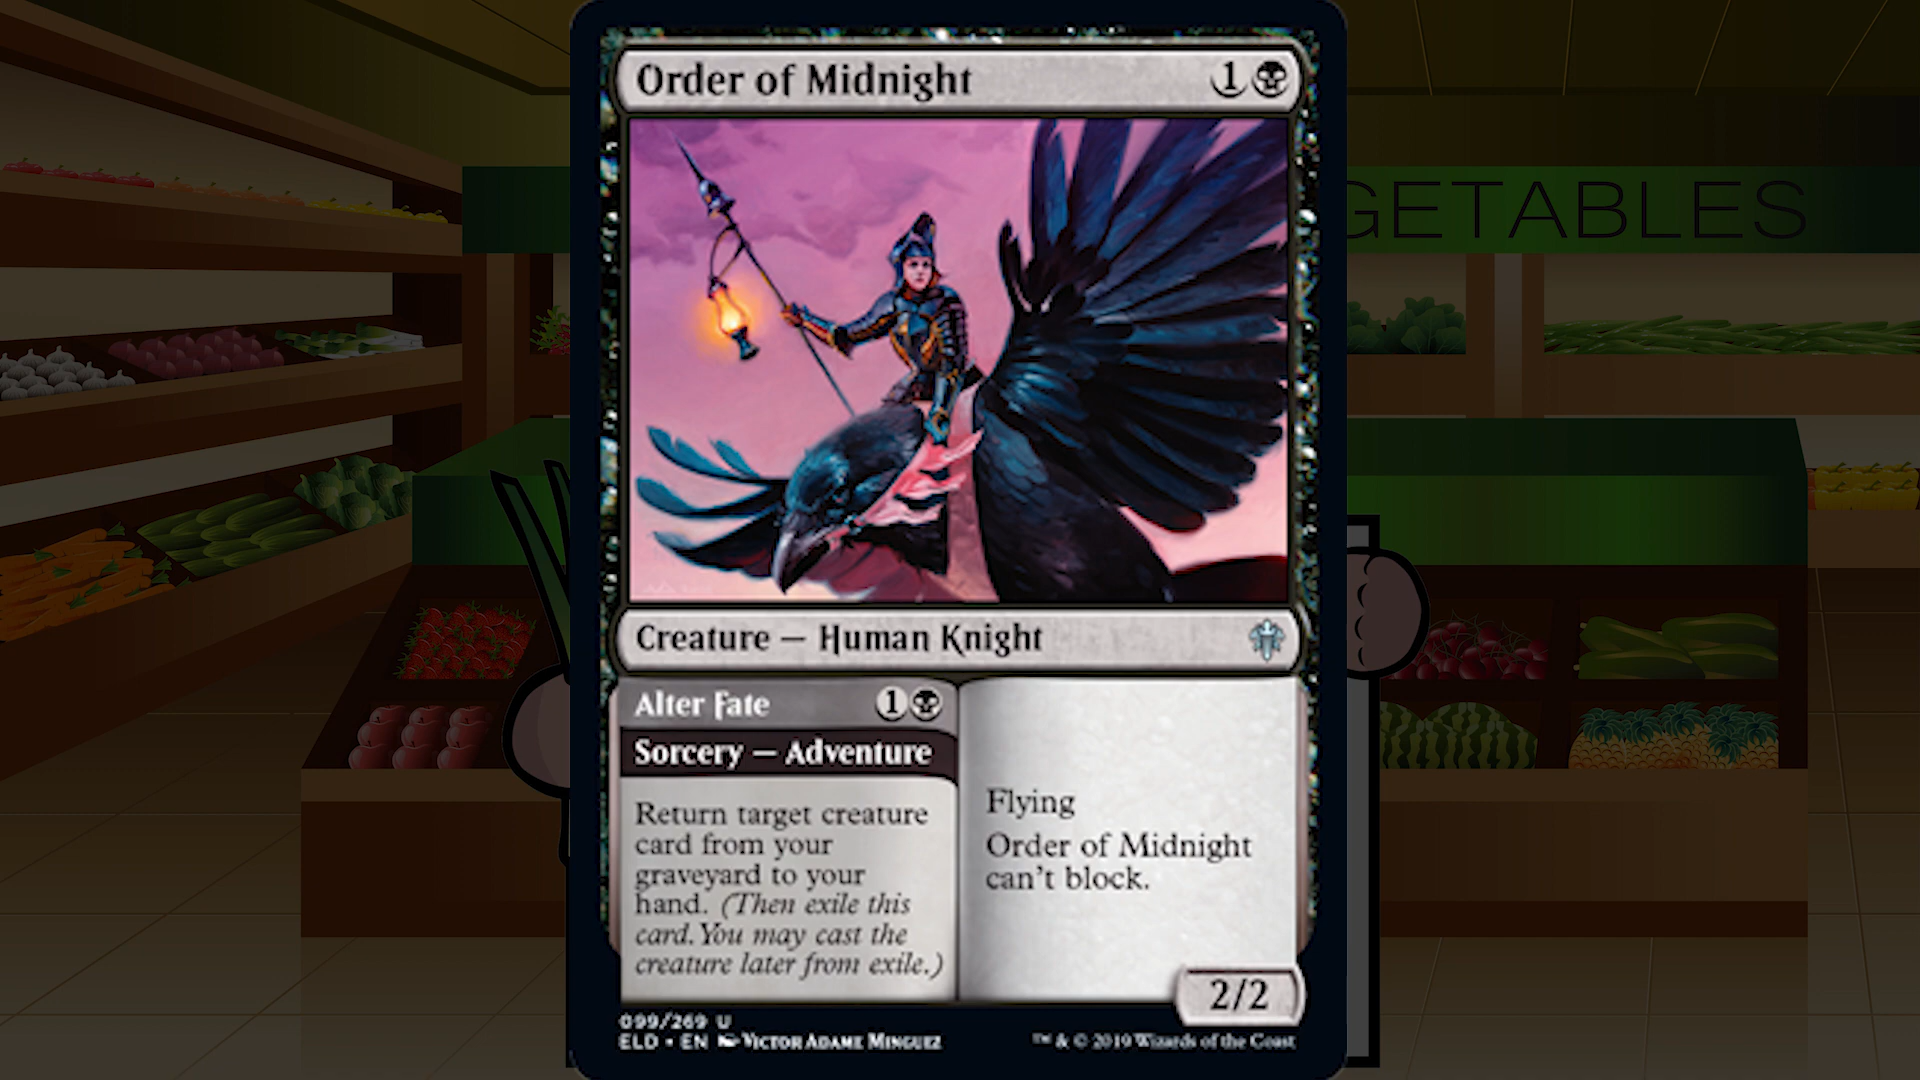 Order of Midnight
1
GETABLES
Creature — Human Knight
Alter Fate
1
Sorcery — Adventure
Return target creature
card from your
graveyard to your
hand. (Then exile this
card. You may cast the
creature later from exile.)
Flying
Order of Midnight
can't block.
2/2
099/269 U
ELD • EN Victor Adame Minguez
™ & © 2019 Wizards of the Coast